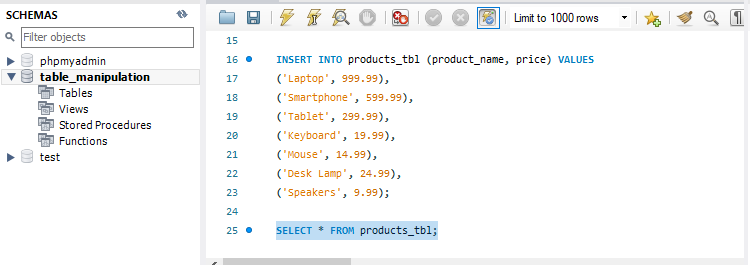 SCHEMAS
Filter objects
phpmyadmin
table_manipulation
Tables
Views
Stored Procedures
Functions
test
Limit to 1000 rows
15
16 INSERT INTO products_tbl (product_name, price) VALUES
17 ('Laptop', 999.99),
18 ('Smartphone', 599.99),
19 ('Tablet', 299.99),
20 ('Keyboard', 19.99),
21 ('Mouse', 14.99),
22 ('Desk Lamp', 24.99),
23 ('Speakers', 9.99);
24
25 SELECT * FROM products_tbl;